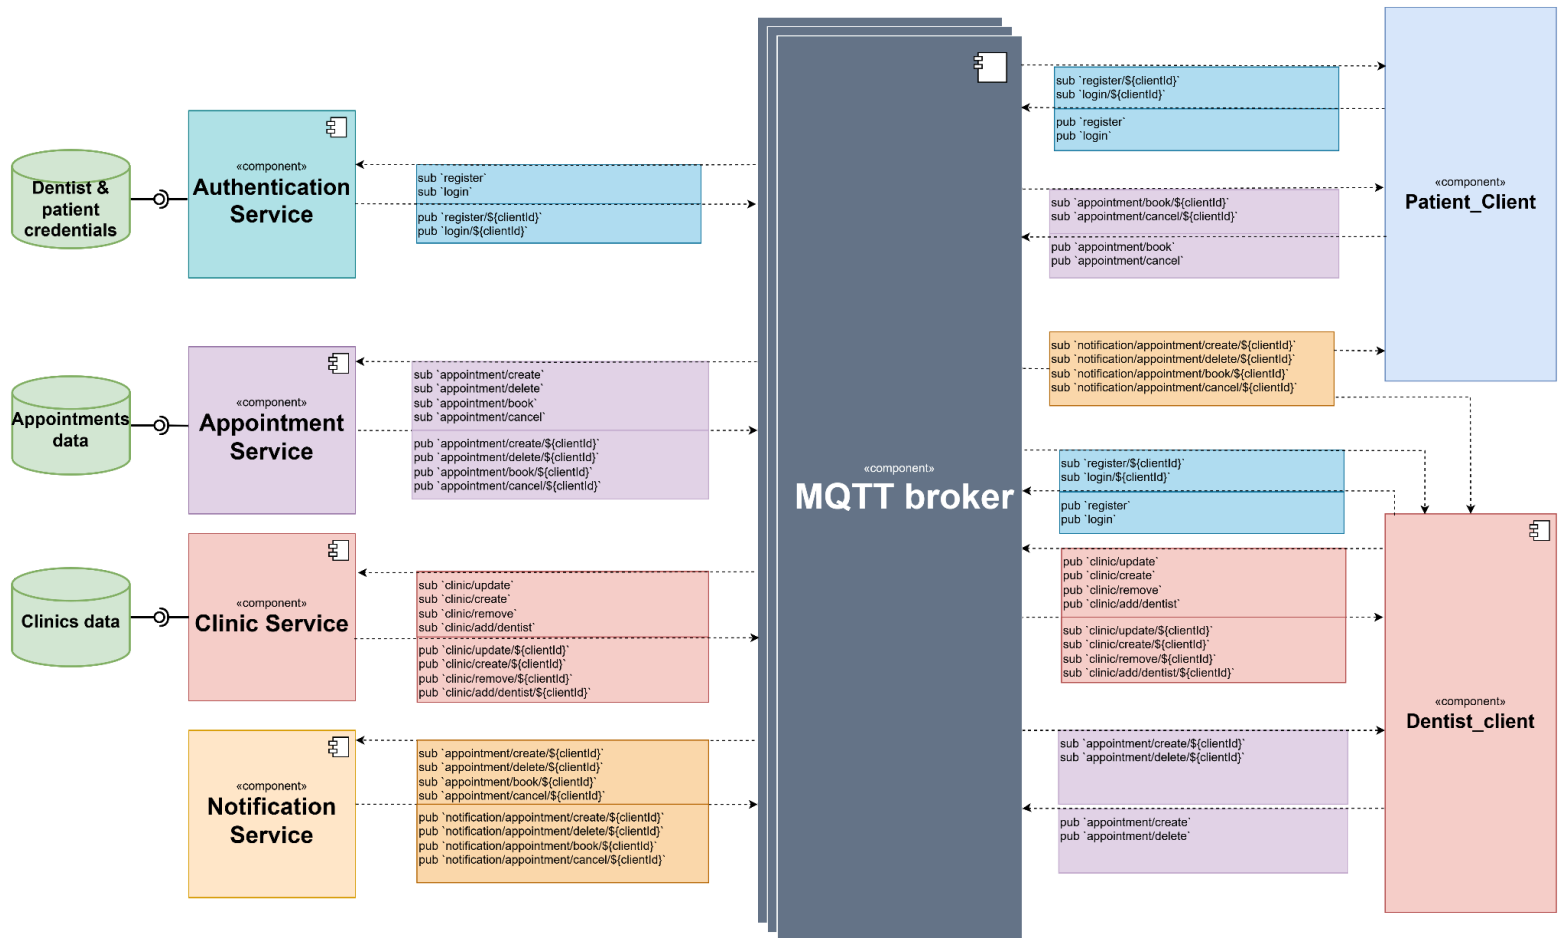 Dentist &
patient
credentials
«component»
Authentication
Service
sub `register`
sub `login`
pub `register/${clientId}`
pub `login/${clientId}`
Appointments
data
«component»
Appointment
Service
sub `appointment/create`
sub `appointment/delete`
sub `appointment/book`
sub `appointment/cancel`
pub `appointment/create/${clientId}`
pub `appointment/delete/${clientId}`
pub `appointment/book/${clientId}`
pub `appointment/cancel/${clientId}`
Clinics data
«component»
Clinic Service
sub `clinic/update`
sub `clinic/create`
sub `clinic/remove`
sub `clinic/add/dentist`
pub `clinic/update/${clientId}`
pub `clinic/create/${clientId}`
pub `clinic/remove/${clientId}`
pub `clinic/add/dentist/${clientId}`
«component»
Notification
Service
sub `appointment/create/${clientId}`
sub `appointment/delete/${clientId}`
sub `appointment/book/${clientId}`
sub `appointment/cancel/${clientId}`
pub `notification/appointment/create/${clientId}`
pub `notification/appointment/delete/${clientId}`
pub `notification/appointment/book/${clientId}`
pub `notification/appointment/cancel/${clientId}`
«component»
MQTT broker
sub `register/${clientId}`
sub `login/${clientId}`
pub `register`
pub `login`
sub `appointment/book/${clientId}`
sub `appointment/cancel/${clientId}`
pub `appointment/book`
pub `appointment/cancel`
«component»
Patient_Client
sub `notification/appointment/create/${clientId}`
sub `notification/appointment/delete/${clientId}`
sub `notification/appointment/book/${clientId}`
sub `notification/appointment/cancel/${clientId}`
sub `register/${clientId}`
sub `login/${clientId}`
pub `register`
pub `login`
pub `clinic/update`
pub `clinic/create`
pub `clinic/remove`
pub `clinic/add/dentist`
sub `clinic/update/${clientId}`
sub `clinic/create/${clientId}`
sub `clinic/remove/${clientId}`
sub `clinic/add/dentist/${clientId}`
«component»
Dentist_client
sub `appointment/create/${clientId}`
sub `appointment/delete/${clientId}`
pub `appointment/create`
pub `appointment/delete`